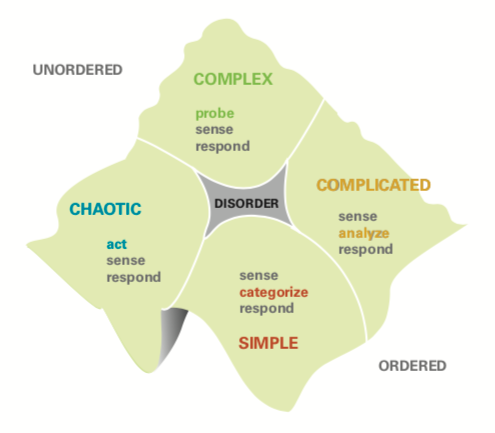 UNORDERED
COMPLEX
probe
sense
respond
COMPLICATED
sense
analyze
respond
CHAOTIC
act
sense
respond
DISORDER
sense
categorize
respond
SIMPLE
ORDERED